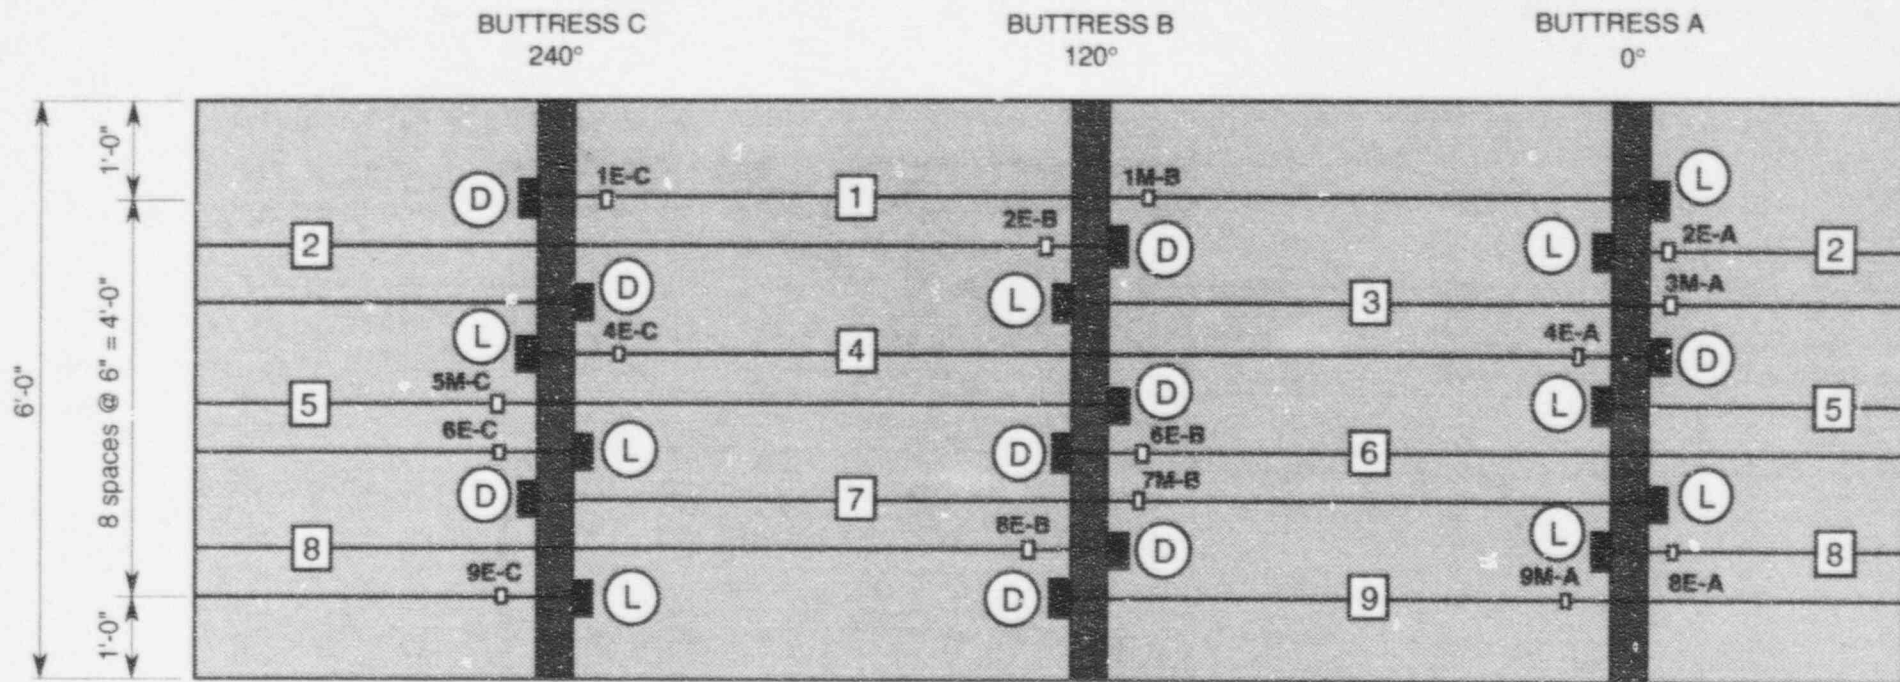 BUTTRESS C
240°
BUTTRESS B
120°
BUTTRESS A
0°
6'-0"
1'-0"
8 spaces @ 6" = 4'-0"
1'-0"
D
1E-C
1
1M-B
L
2
2E-B
D
L
2E-A
2
D
L
3
3M-A
L
4E-C
4
4E-A
D
5
5M-C
D
L
5
6E-C
L
D
6E-B
6
D
7
7M-B
L
8
8E-B
D
L
8E-A
8
9E-C
L
D
9
9M-A